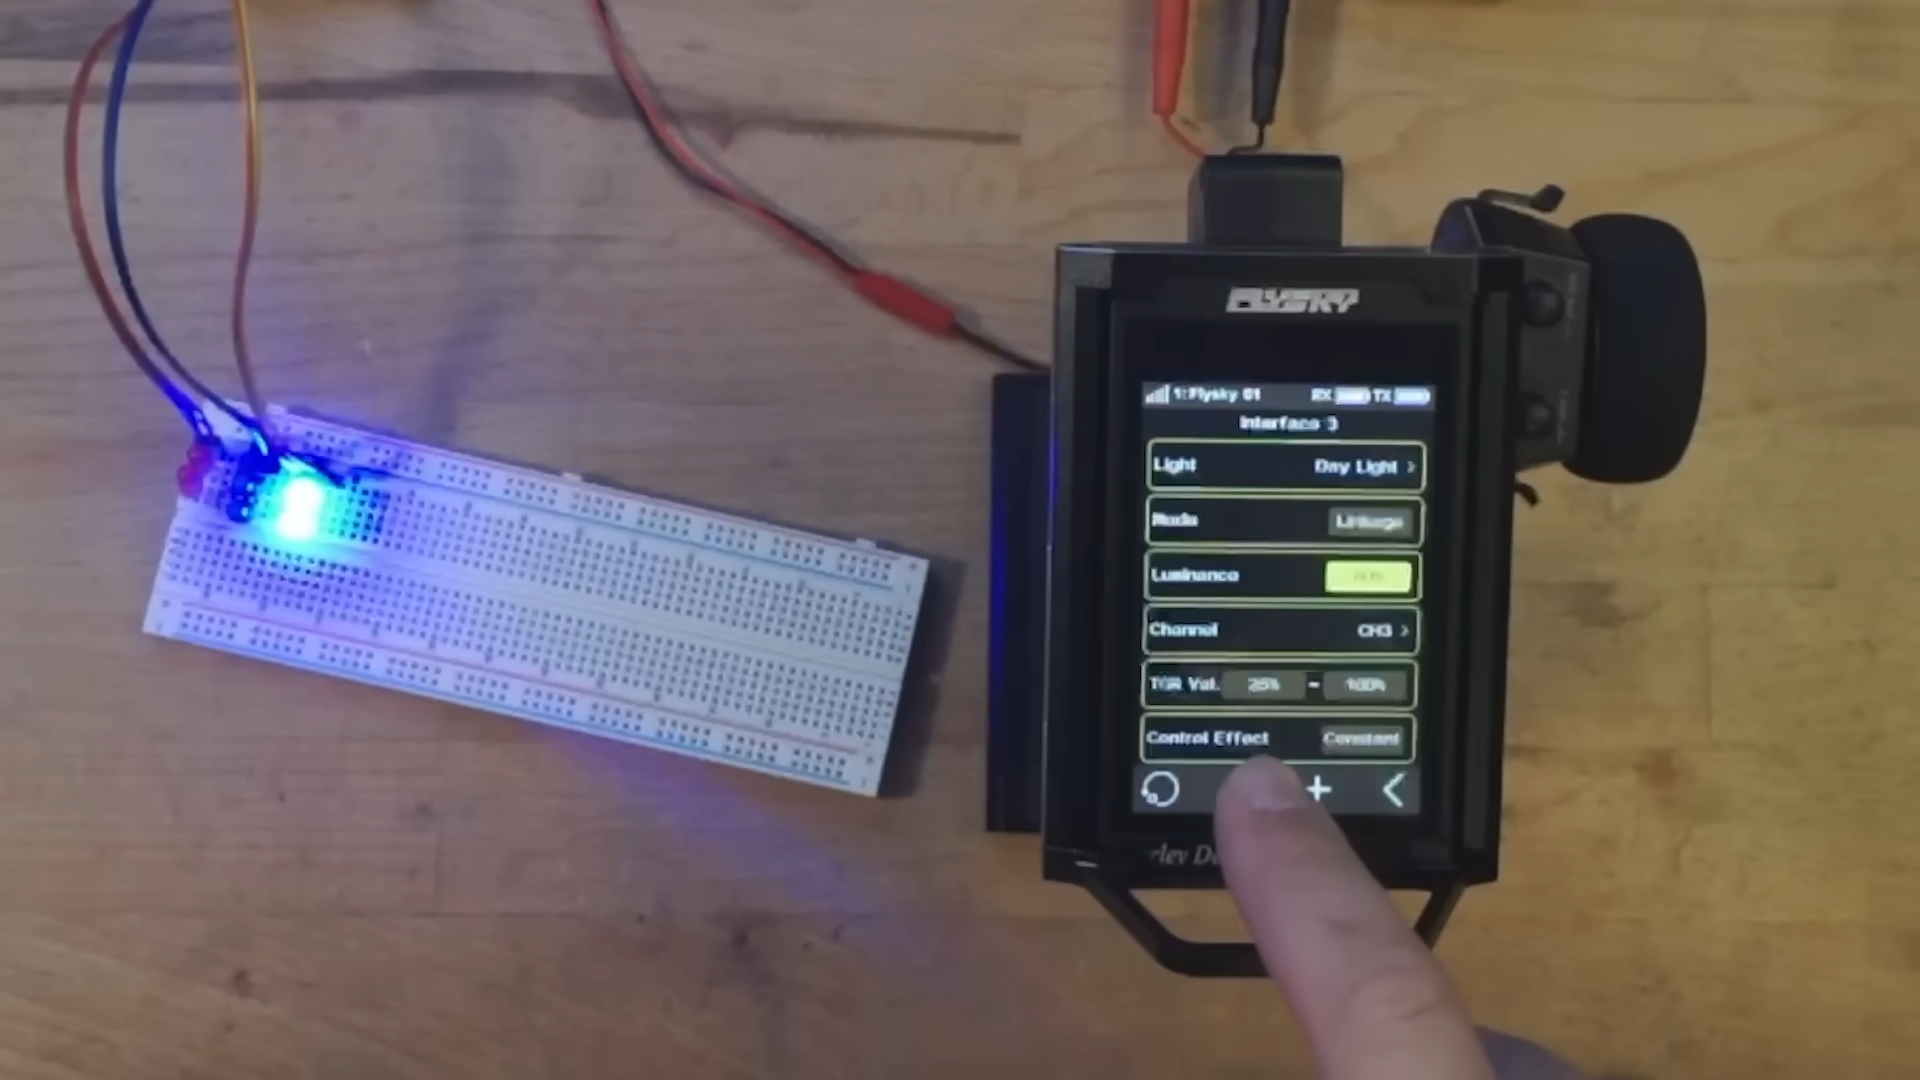 FLYSKY
1:Flysky 01 RX TX
Interface 3
Light Day Light >
Mode Linkage
Luminance
Channel CH3 >
TGR Val. 25% - 100%
Control Effect Constant